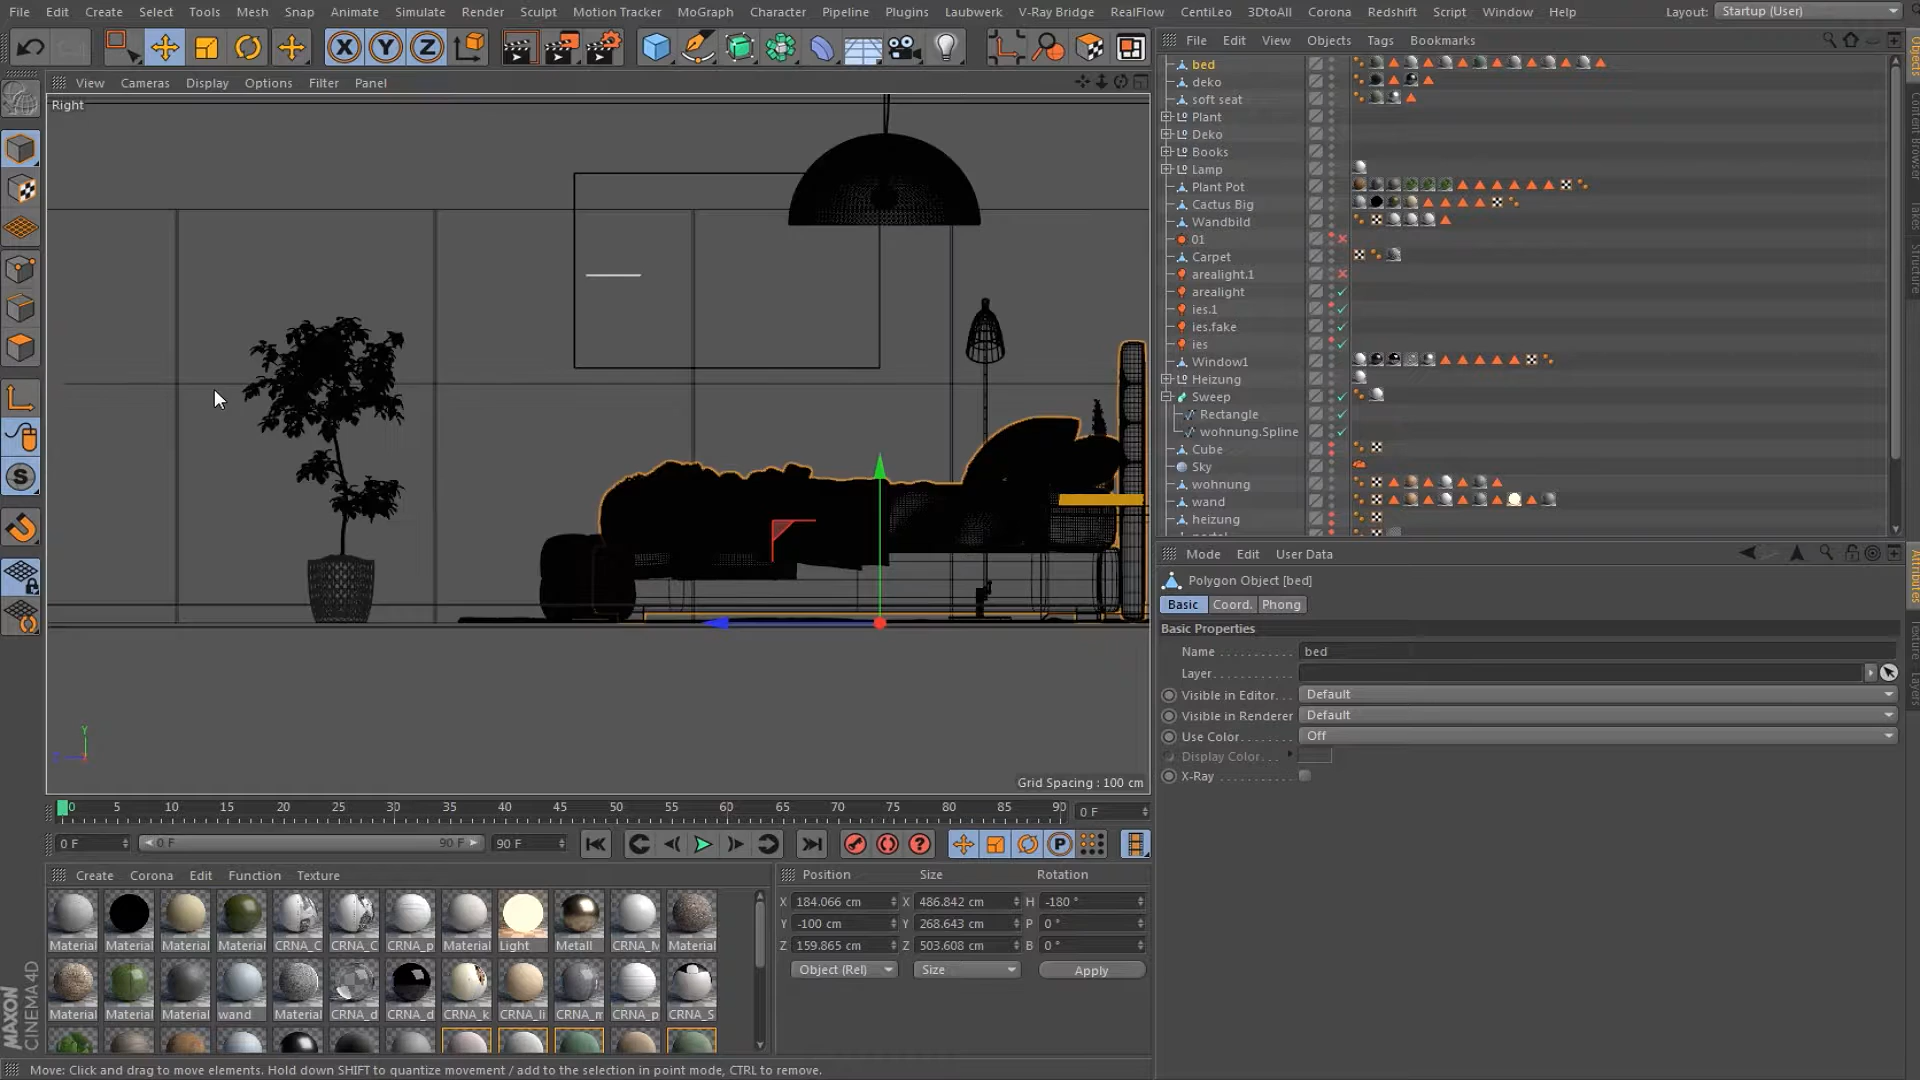 File Edit Create Select Tools Mesh Snap Animate Simulate Render Sculpt Motion Tracker MoGraph Character Pipeline Plugins Laubwerk V-Ray Bridge RealFlow CentiLeo 3DtoAll Corona Redshift Script Window Help Layout: Startup (User)
File Edit View Objects Tags Bookmarks
View Cameras Display Options Filter Panel
Right
bed
deko
soft seat
Plant
Deko
Books
Lamp
Plant Pot
Cactus Big
Wandbild
01
Carpet
arealight.1
arealight
ies.1
ies.fake
ies
Window1
Heizung
Sweep
Rectangle
wohnung.Spline
Cube
Sky
wohnung
wand
heizung
Objects
Content Browser
Takes
Structure
Mode Edit User Data
Polygon Object [bed]
Basic Coord. Phong
Basic Properties
Name bed
Layer
Visible in Editor Default
Visible in Renderer Default
Use Color Off
Display Color
X-Ray
Attributes
Texture
Layers
Y
Z
Grid Spacing : 100 cm
0 5 10 15 20 25 30 35 40 45 50 55 60 65 70 75 80 85 90 0 F
0 F 0 F 90 F 90 F
Create Corona Edit Function Texture
Material Material Material Material CRNA_C CRNA_C CRNA_p Material Light Metall CRNA_M Material
Material Material Material wand Material CRNA_d CRNA_d CRNA_k CRNA_li CRNA_m CRNA_p CRNA_S
Position Size Rotation
X 184.066 cm X 486.842 cm H -180 °
Y -100 cm Y 268.643 cm P 0 °
Z 159.865 cm Z 503.608 cm B 0 °
Object (Rel) Size Apply
MAXON
CINEMA4D
Move: Click and drag to move elements. Hold down SHIFT to quantize movement / add to the selection in point mode, CTRL to remove.